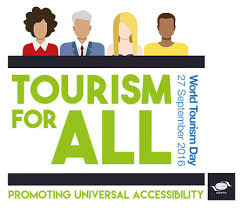 TOURISM
FOR
ALL
World Tourism Day
27 September 2016
PROMOTING UNIVERSAL ACCESSIBILITY